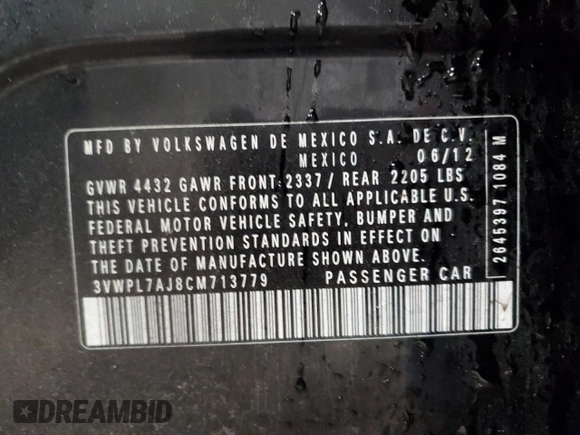 MFD BY VOLKSWAGEN DE MEXICO S.A. DE C.V.
MEXICO 06/12
GVWR 4432 GAWR FRONT 2337/ REAR 2205 LBS
THIS VEHICLE CONFORMS TO ALL APPLICABLE U.S.
FEDERAL MOTOR VEHICLE SAFETY, BUMPER AND
THEFT PREVENTION STANDARDS IN EFFECT ON
THE DATE OF MANUFACTURE SHOWN ABOVE.
3VWPL7AJ8CM713779 PASSENGER CAR
2645397 1084 M
DREAMBID